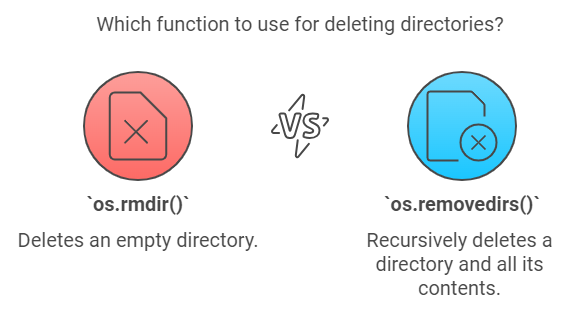 Which function to use for deleting directories?
VS
`os.rmdir()`
Deletes an empty directory.
`os.removedirs()`
Recursively deletes a
directory and all its
contents.